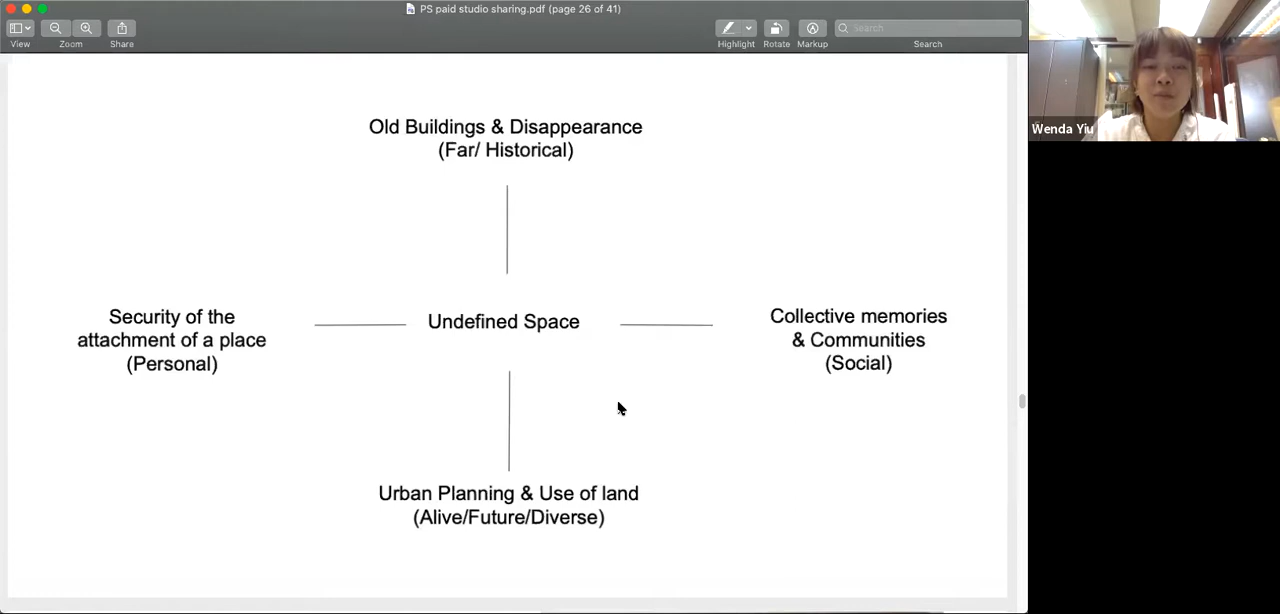 PS paid studio sharing.pdf (page 26 of 41)
View
Zoom
Share
Highlight
Rotate
Markup
Search
Search
Old Buildings & Disappearance
(Far/ Historical)
Security of the
attachment of a place
(Personal)
Undefined Space
Collective memories
& Communities
(Social)
Urban Planning & Use of land
(Alive/Future/Diverse)
Wenda Yiu